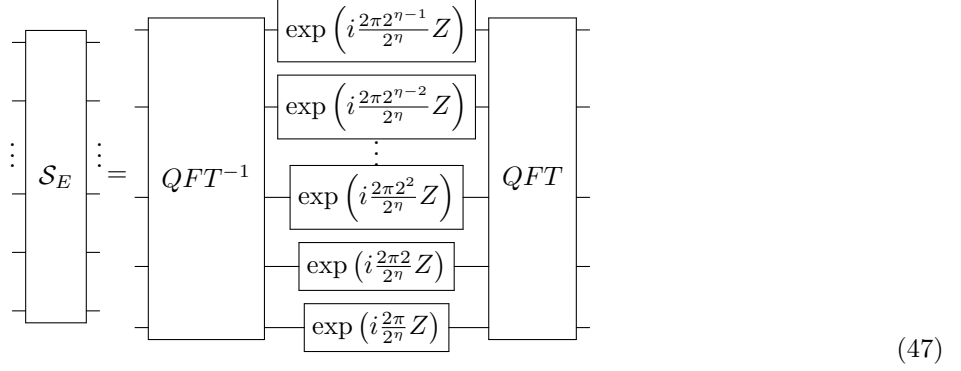 exp(i 2π2^{η−1}/2^η Z)
exp(i 2π2^{η−2}/2^η Z)
⋮ ⋮ ⋮
S_E = QFT^{−1} QFT
exp(i 2π2^2/2^η Z)
exp(i 2π2/2^η Z)
exp(i 2π/2^η Z)
(47)